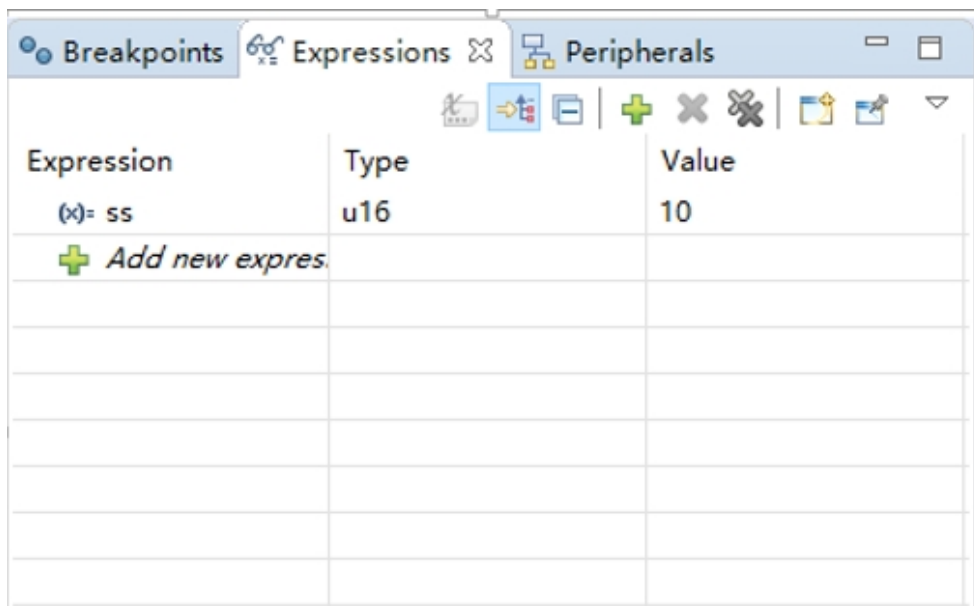 Breakpoints Expressions Peripherals
Expression Type Value
(x)= ss u16 10
Add new expres.